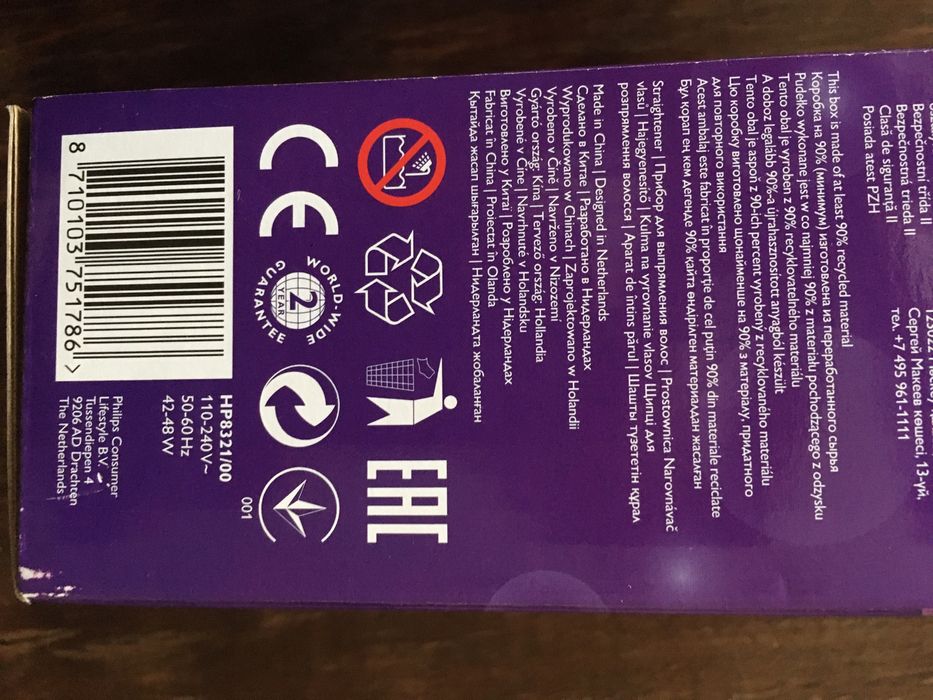 Bezpečnostní třída II
Bezpečnostná trieda II
Clasă de siguranţă II
Posiada atest PZH
Сергей Макеев көшесі, 13-үй,
тел. +7 495 961-1111
This box is made of at least 90% recycled material
Коробка на 90% (минимум) изготовлена из переработанного сырья
Pudełko wykonane jest w co najmniej 90% z materiału pochodzącego z odzysku
Tento obal je vyroben z 90% recyklovatelného materiálu
A doboz legalább 90%-a újrahasznosított anyagból készült
Tento obal je aspoň z 90-ich percent vyrobený z recyklovaného materiálu
Цю коробку виготовлено щонайменше на 90% з матеріалу, придатного
для повторного використання
Acest ambalaj este fabricat în proporţie de cel puţin 90% din materiale reciclate
Бұл қорап ең кем дегенде 90% қайта өндірілген материалдан жасалған
Straightener | Прибор для выпрямления волос | Prostownica Narovnávač
vlasů | Hajegyenesítő | Kulma na vyrovnanie vlasov Щипці для
розпрямлення волосся | Aparat de întins părul | Шашты түзететін құрал
Made in China | Designed in Netherlands
Сделано в Китае | Разработано в Нидерландах
Wyprodukowano w Chinach | Zaprojektowano w Holandii
Vyrobeno v Číně | Navrženo v Nizozemí
Gyártó ország: Kína | Tervező ország: Hollandia
Vyrobené v Číne | Navrhnuté v Holandsku
Виготовлено у Китаї | Розроблено у Нідерландах
Fabricat în China | Proiectat în Olanda
Қытайда жасап шығарылған | Нидерландта жобаланған
EAC
CE
WORLD-WIDE
2
YEAR
GUARANTEE
001
HP8321/00
110-240V~
50-60Hz
42-48W
8 710103 751786 >
Philips Consumer
Lifestyle B.V.
Tussendiepen 4
9206 AD Drachten
The Netherlands